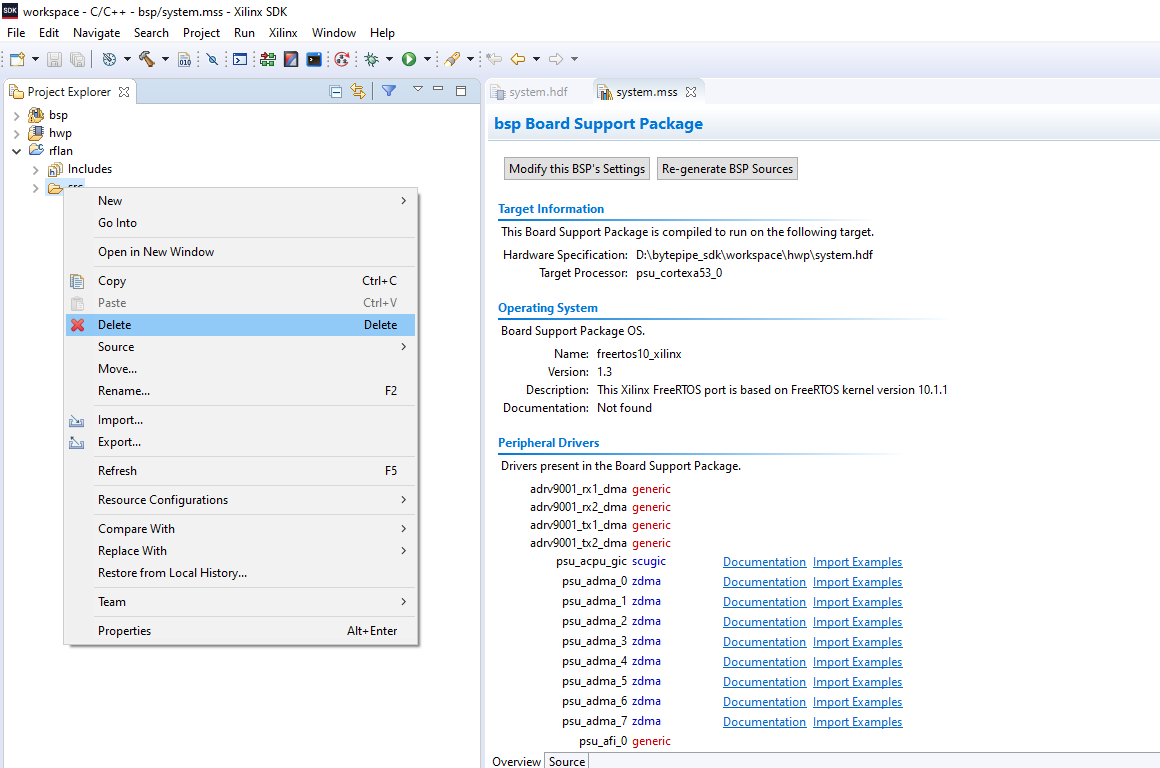 workspace - C/C++ - bsp/system.mss - Xilinx SDK
File Edit Navigate Search Project Run Xilinx Window Help
Project Explorer
bsp
hwp
rflan
Includes
New
Go Into
Open in New Window
Copy Ctrl+C
Paste Ctrl+V
Delete Delete
Source
Move...
Rename... F2
Import...
Export...
Refresh F5
Resource Configurations
Compare With
Replace With
Restore from Local History...
Team
Properties Alt+Enter
system.hdf system.mss
bsp Board Support Package
Modify this BSP's Settings Re-generate BSP Sources
Target Information
This Board Support Package is compiled to run on the following target.
Hardware Specification: D:\bytepipe_sdk\workspace\hwp\system.hdf
Target Processor: psu_cortexa53_0
Operating System
Board Support Package OS.
Name: freertos10_xilinx
Version: 1.3
Description: This Xilinx FreeRTOS port is based on FreeRTOS kernel version 10.1.1
Documentation: Not found
Peripheral Drivers
Drivers present in the Board Support Package.
adrv9001_rx1_dma generic
adrv9001_rx2_dma generic
adrv9001_tx1_dma generic
adrv9001_tx2_dma generic
psu_acpu_gic scugic Documentation Import Examples
psu_adma_0 zdma Documentation Import Examples
psu_adma_1 zdma Documentation Import Examples
psu_adma_2 zdma Documentation Import Examples
psu_adma_3 zdma Documentation Import Examples
psu_adma_4 zdma Documentation Import Examples
psu_adma_5 zdma Documentation Import Examples
psu_adma_6 zdma Documentation Import Examples
psu_adma_7 zdma Documentation Import Examples
psu_afi_0 generic
Overview Source